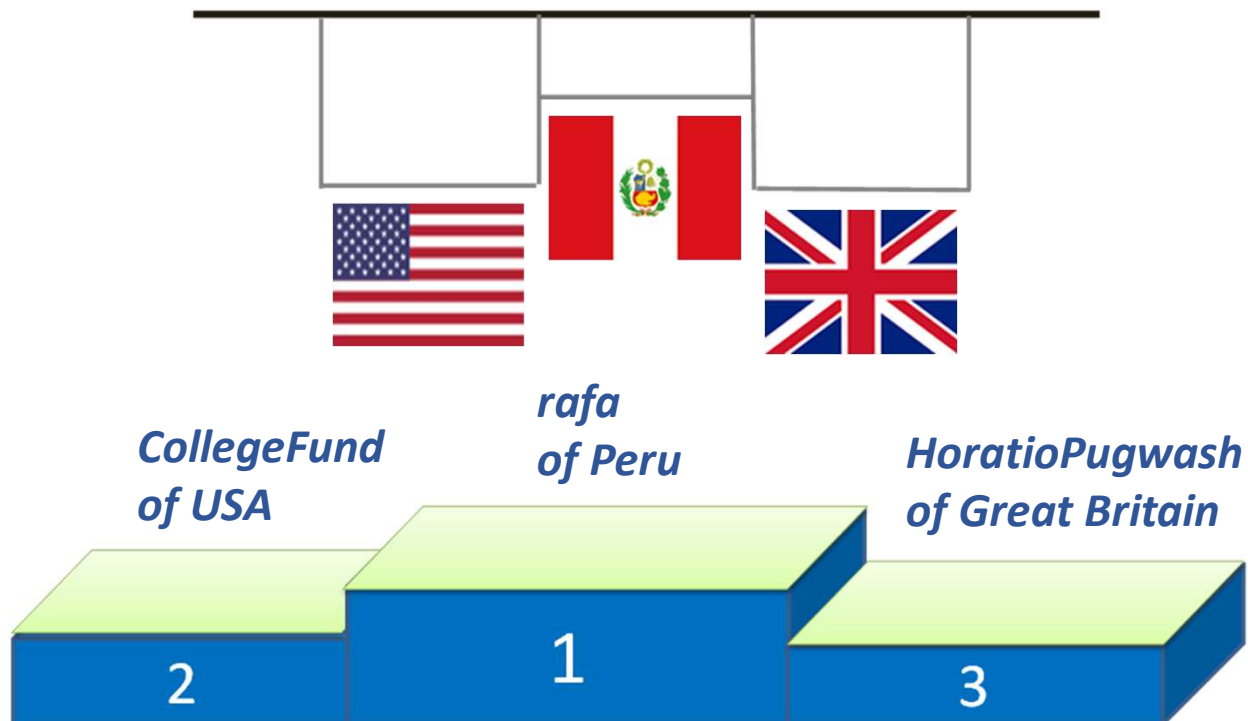 rafa
of Peru
CollegeFund
of USA
HoratioPugwash
of Great Britain
1
2
3